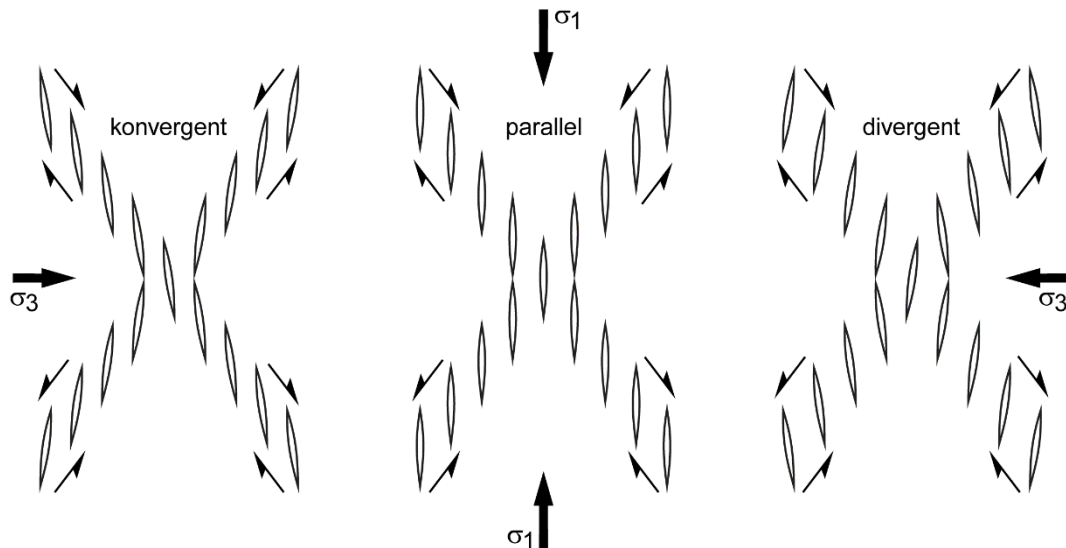 σ1
konvergent
parallel
divergent
σ3
σ3
σ1